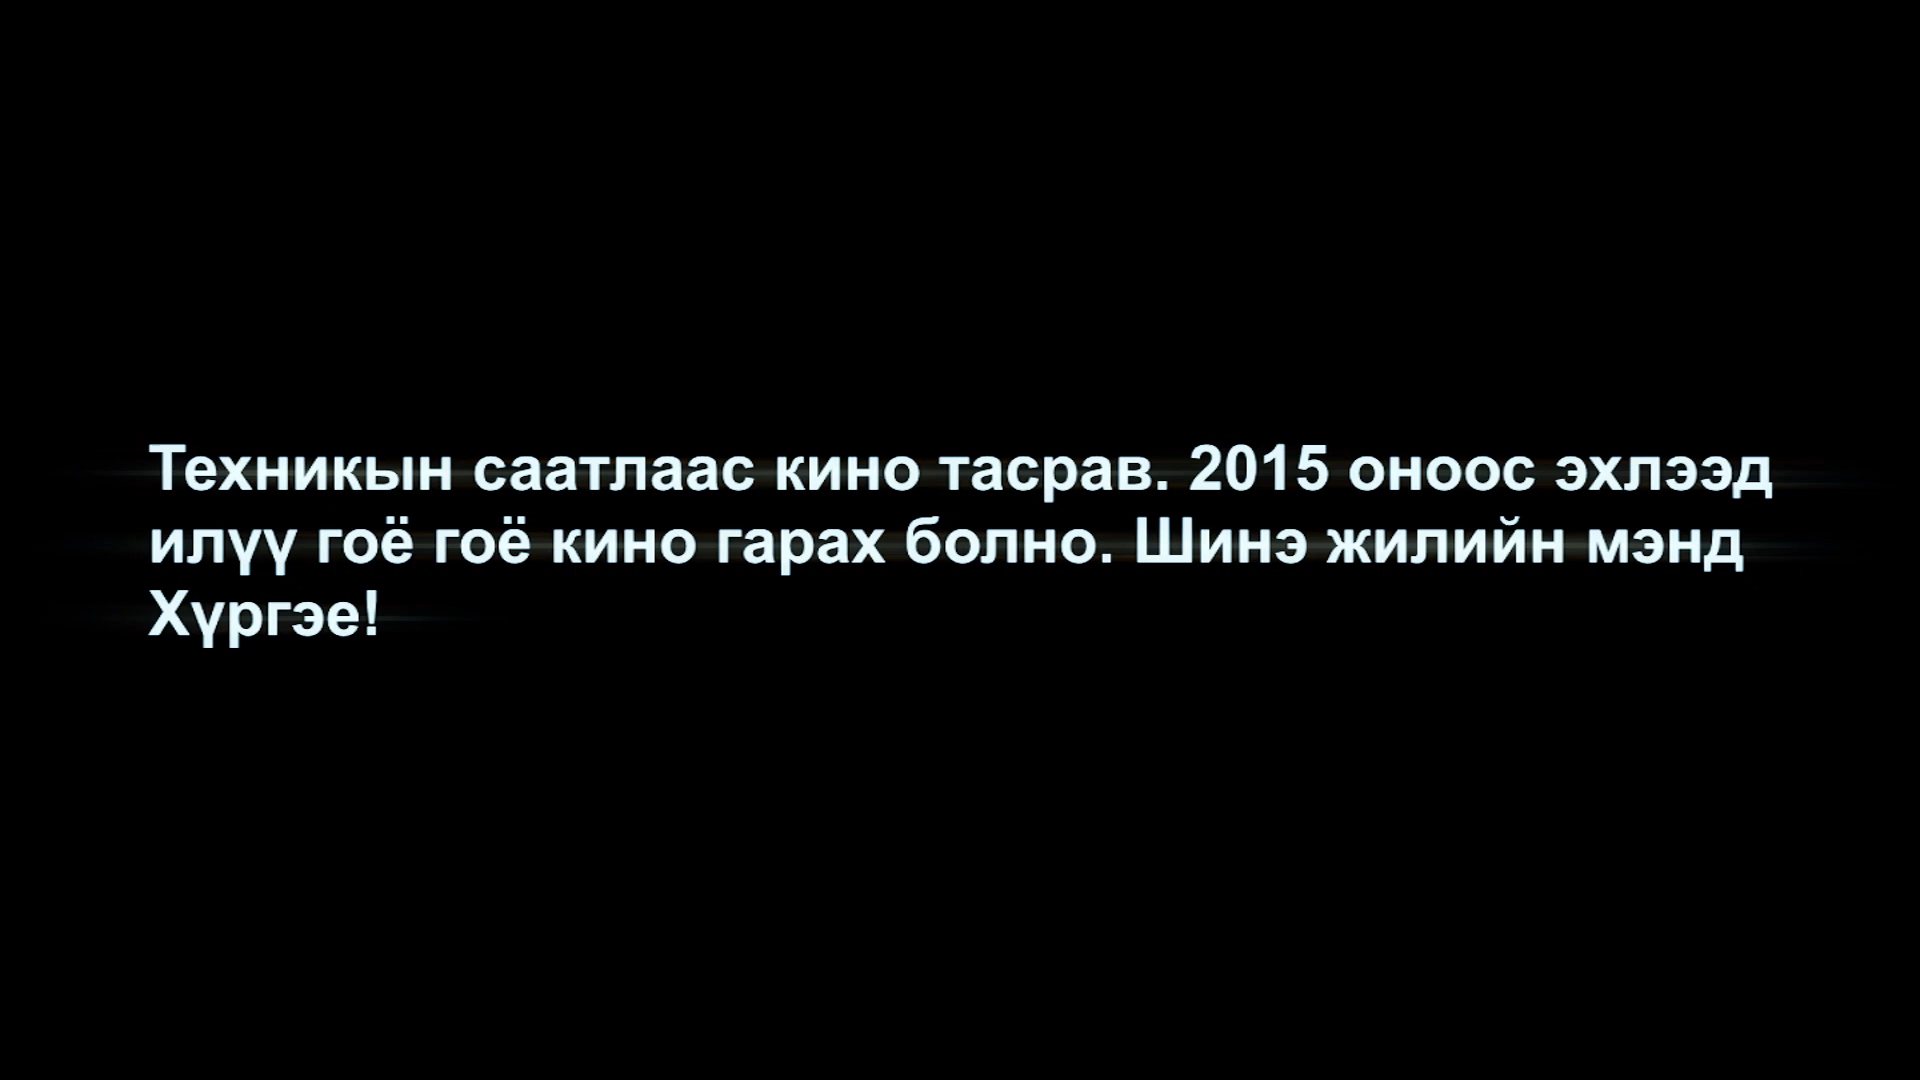 Техникын саатлаас кино тасрав. 2015 оноос эхлээд
илүү гоё гоё кино гарах болно. Шинэ жилийн мэнд
Хүргэе!